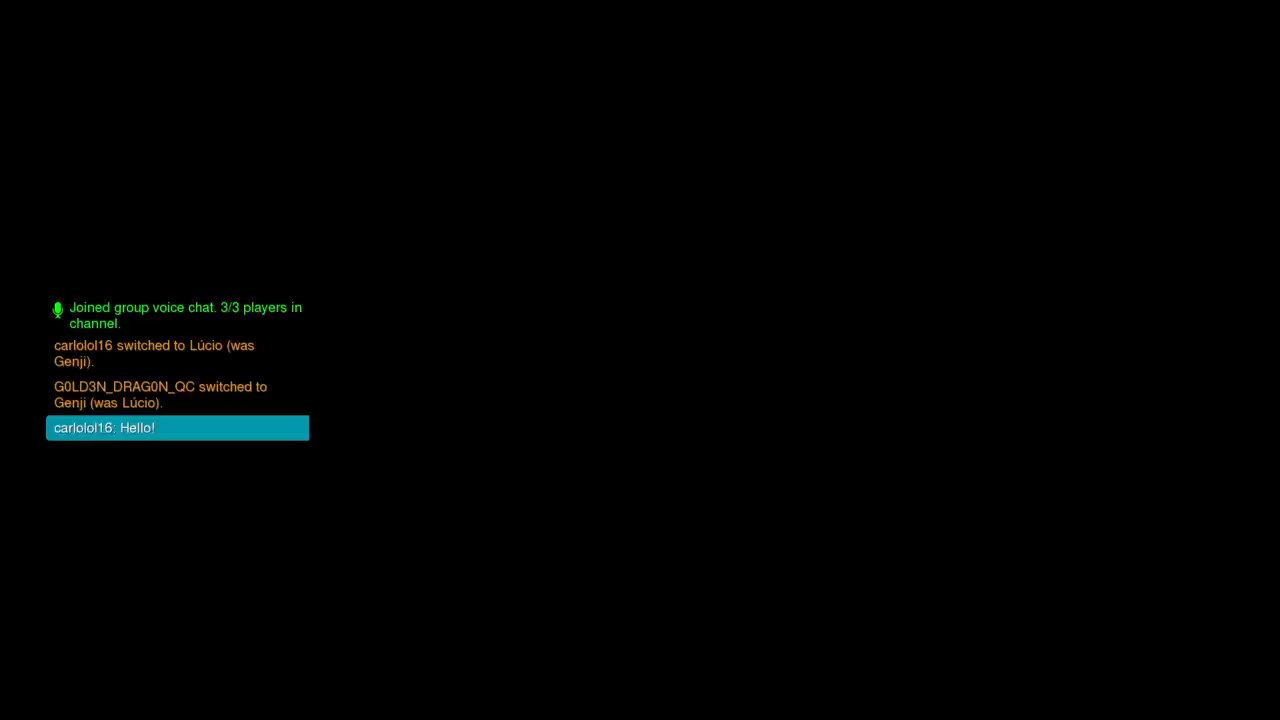 Joined group voice chat. 3/3 players in
channel.
carlolol16 switched to Lúcio (was
Genji).
G0LD3N_DRAG0N_QC switched to
Genji (was Lúcio).
carlolol16: Hello!